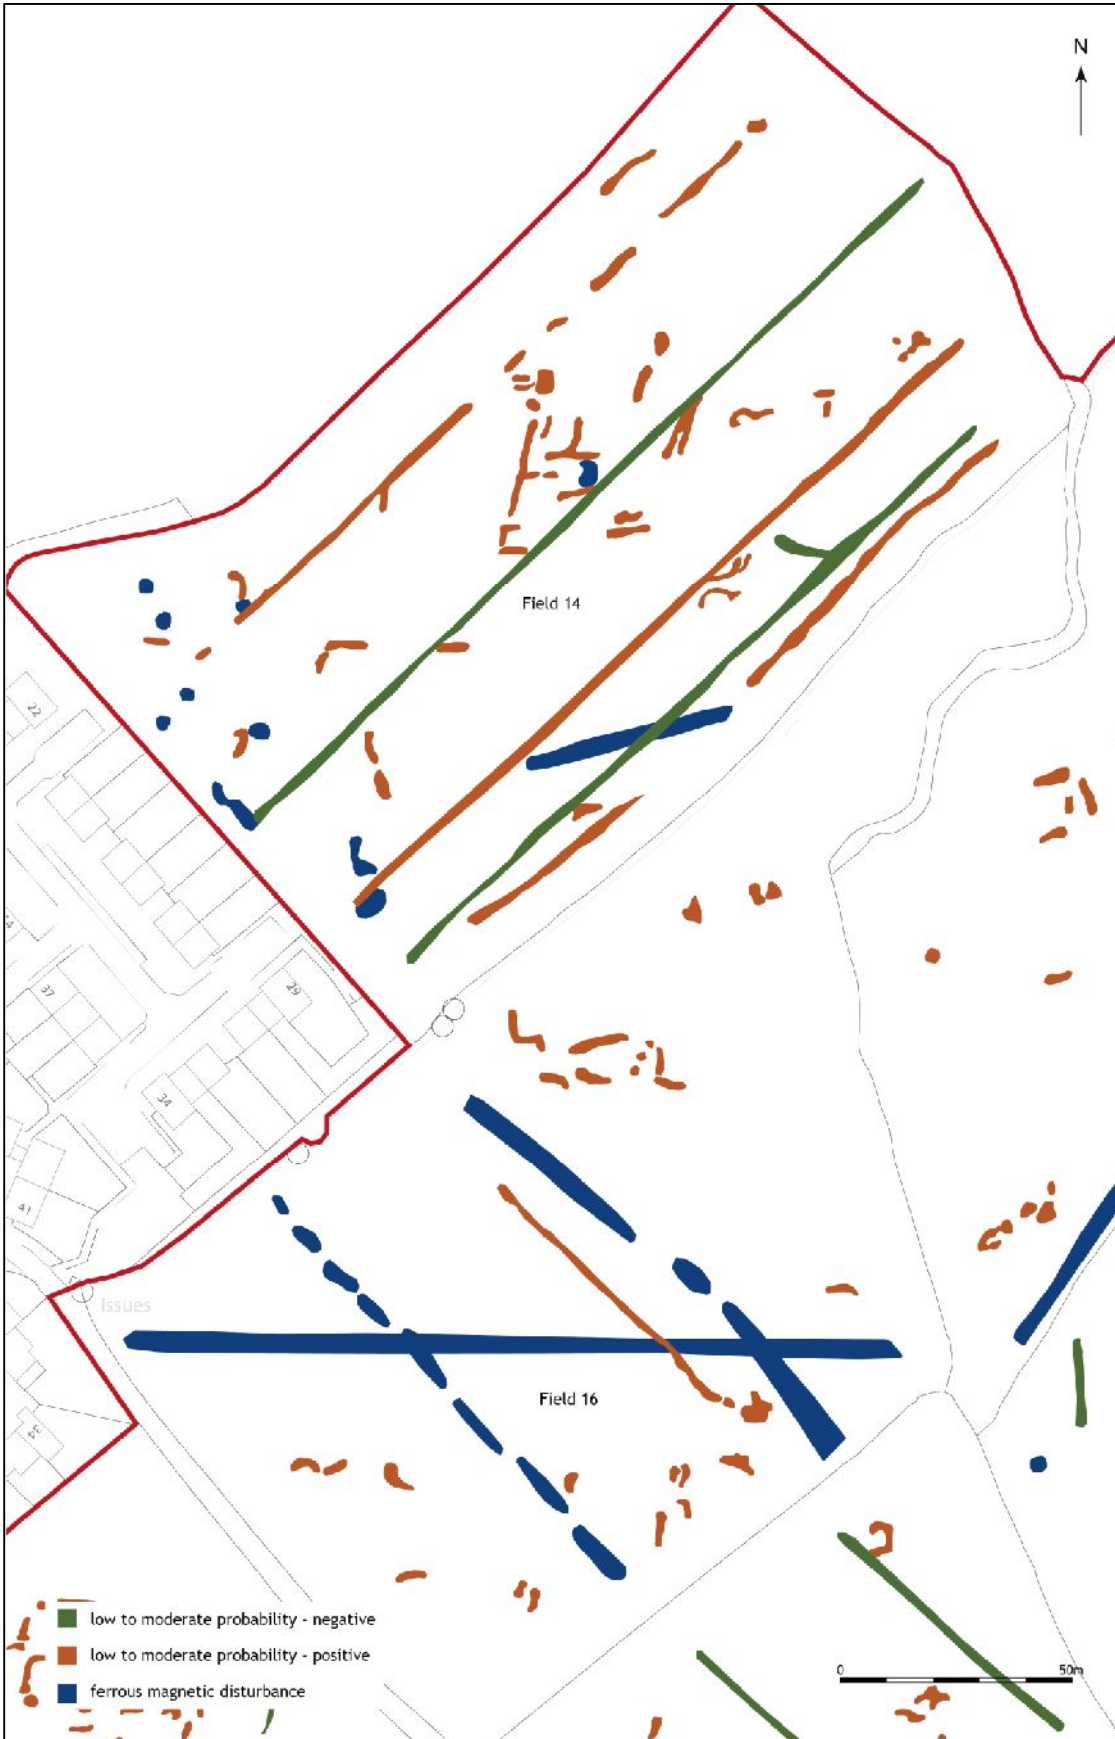 N
Field 14
22
37
29
34
41
Issues
Field 16
34
low to moderate probability - negative
low to moderate probability - positive
ferrous magnetic disturbance
0
50m